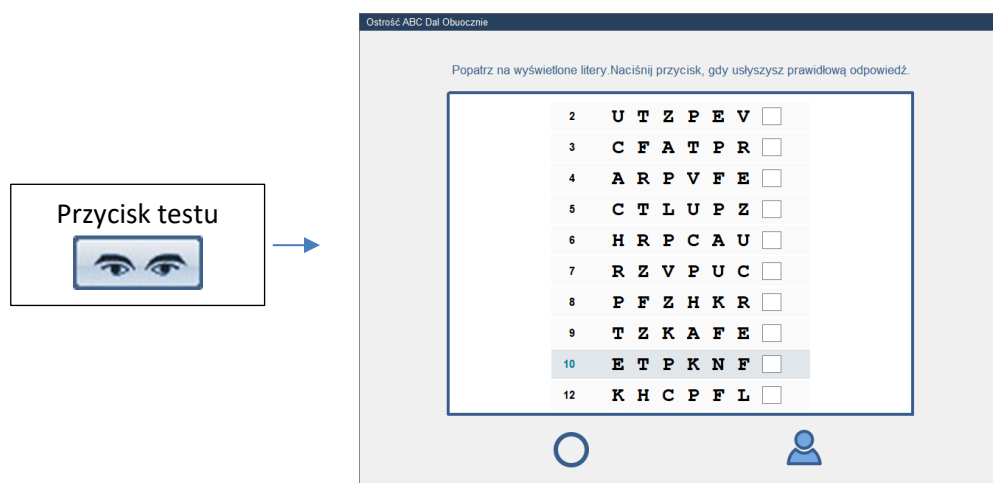 Ostrość ABC Dal Obuocznie
Popatrz na wyświetlone litery.Naciśnij przycisk, gdy usłyszysz prawidłową odpowiedź.
Przycisk testu
2 U T Z P E V
3 C F A T P R
4 A R P V F E
5 C T L U P Z
6 H R P C A U
7 R Z V P U C
8 P F Z H K R
9 T Z K A F E
10 E T P K N F
12 K H C P F L